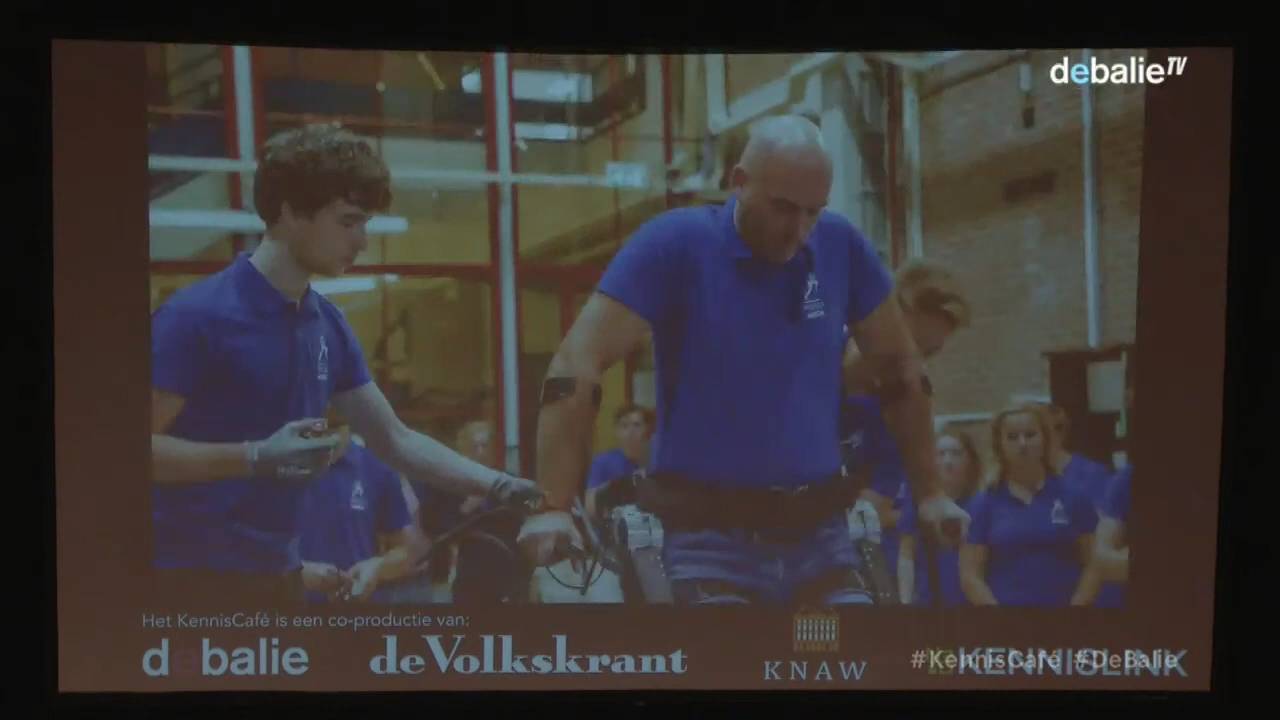 debalieTV
Het KennisCafé is een co-productie van:
debalie
deVolkskrant
KNAW
KENNISLINK
#KennisCafé #DeBalie